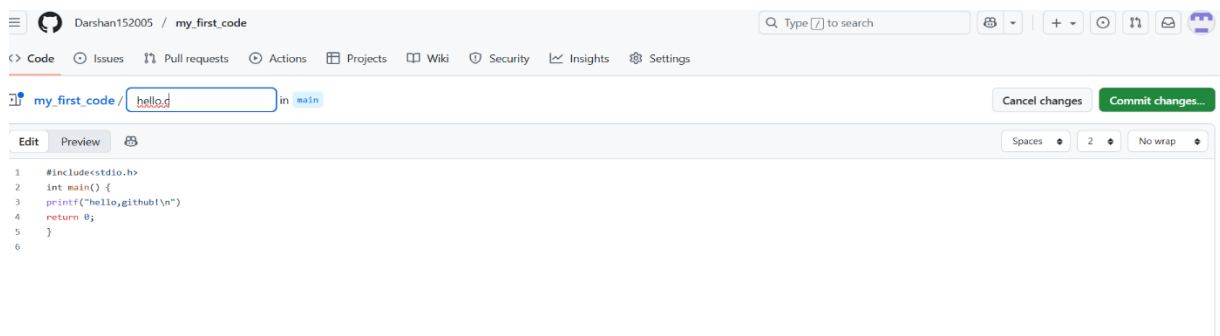 Darshan152005 / my_first_code
Type / to search
Code Issues Pull requests Actions Projects Wiki Security Insights Settings
my_first_code / hello.c in main
Cancel changes Commit changes...
Edit Preview
Spaces 2 No wrap
1 #include<stdio.h>
2 int main() {
3 printf("hello,github!\n")
4 return 0;
5 }
6